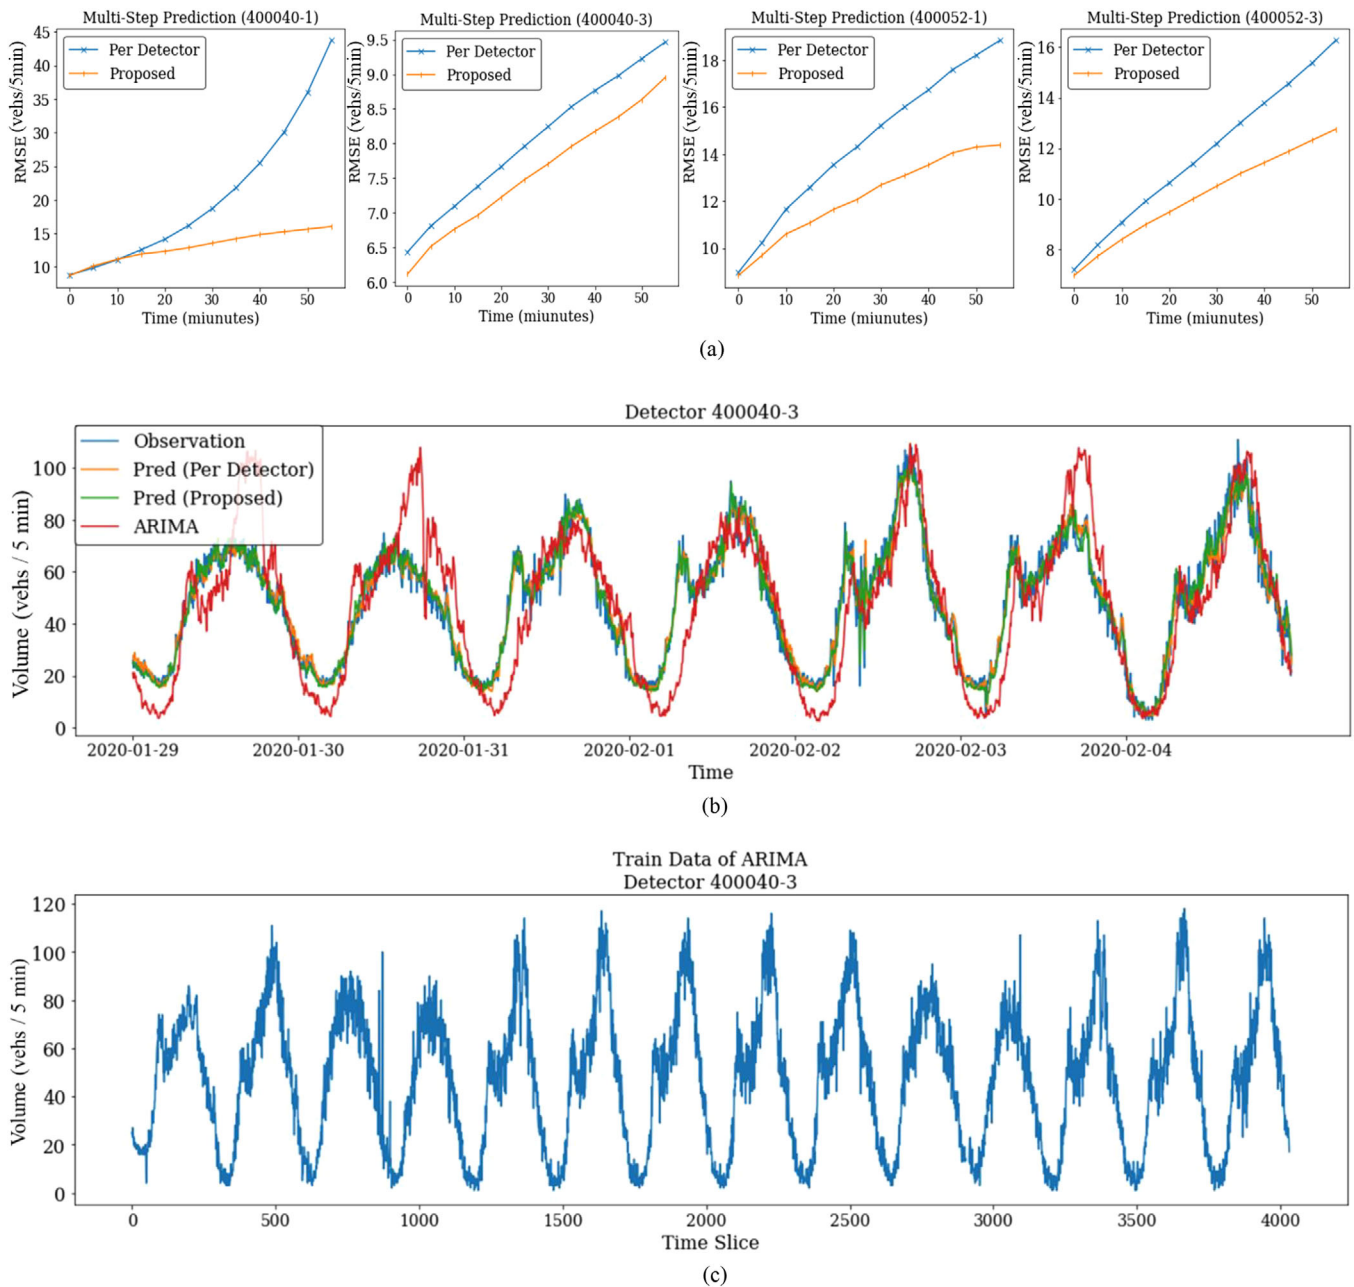 Multi-Step Prediction (400040-1)
RMSE (vehs/5min)
45
40
35
30
25
20
15
10
Per Detector
Proposed
0 10 20 30 40 50
Time (miunutes)
Multi-Step Prediction (400040-3)
RMSE (vehs/5min)
9.5
9.0
8.5
8.0
7.5
7.0
6.5
6.0
Per Detector
Proposed
0 10 20 30 40 50
Time (miunutes)
Multi-Step Prediction (400052-1)
RMSE (vehs/5min)
18
16
14
12
10
Per Detector
Proposed
0 10 20 30 40 50
Time (miunutes)
Multi-Step Prediction (400052-3)
RMSE (vehs/5min)
16
14
12
10
8
Per Detector
Proposed
0 10 20 30 40 50
Time (miunutes)
(a)
Detector 400040-3
Volume (vehs / 5 min)
100
80
60
40
20
0
Observation
Pred (Per Detector)
Pred (Proposed)
ARIMA
2020-01-29 2020-01-30 2020-01-31 2020-02-01 2020-02-02 2020-02-03 2020-02-04
Time
(b)
Train Data of ARIMA
Detector 400040-3
Volume (vehs / 5 min)
120
100
80
60
40
20
0
0 500 1000 1500 2000 2500 3000 3500 4000
Time Slice
(c)